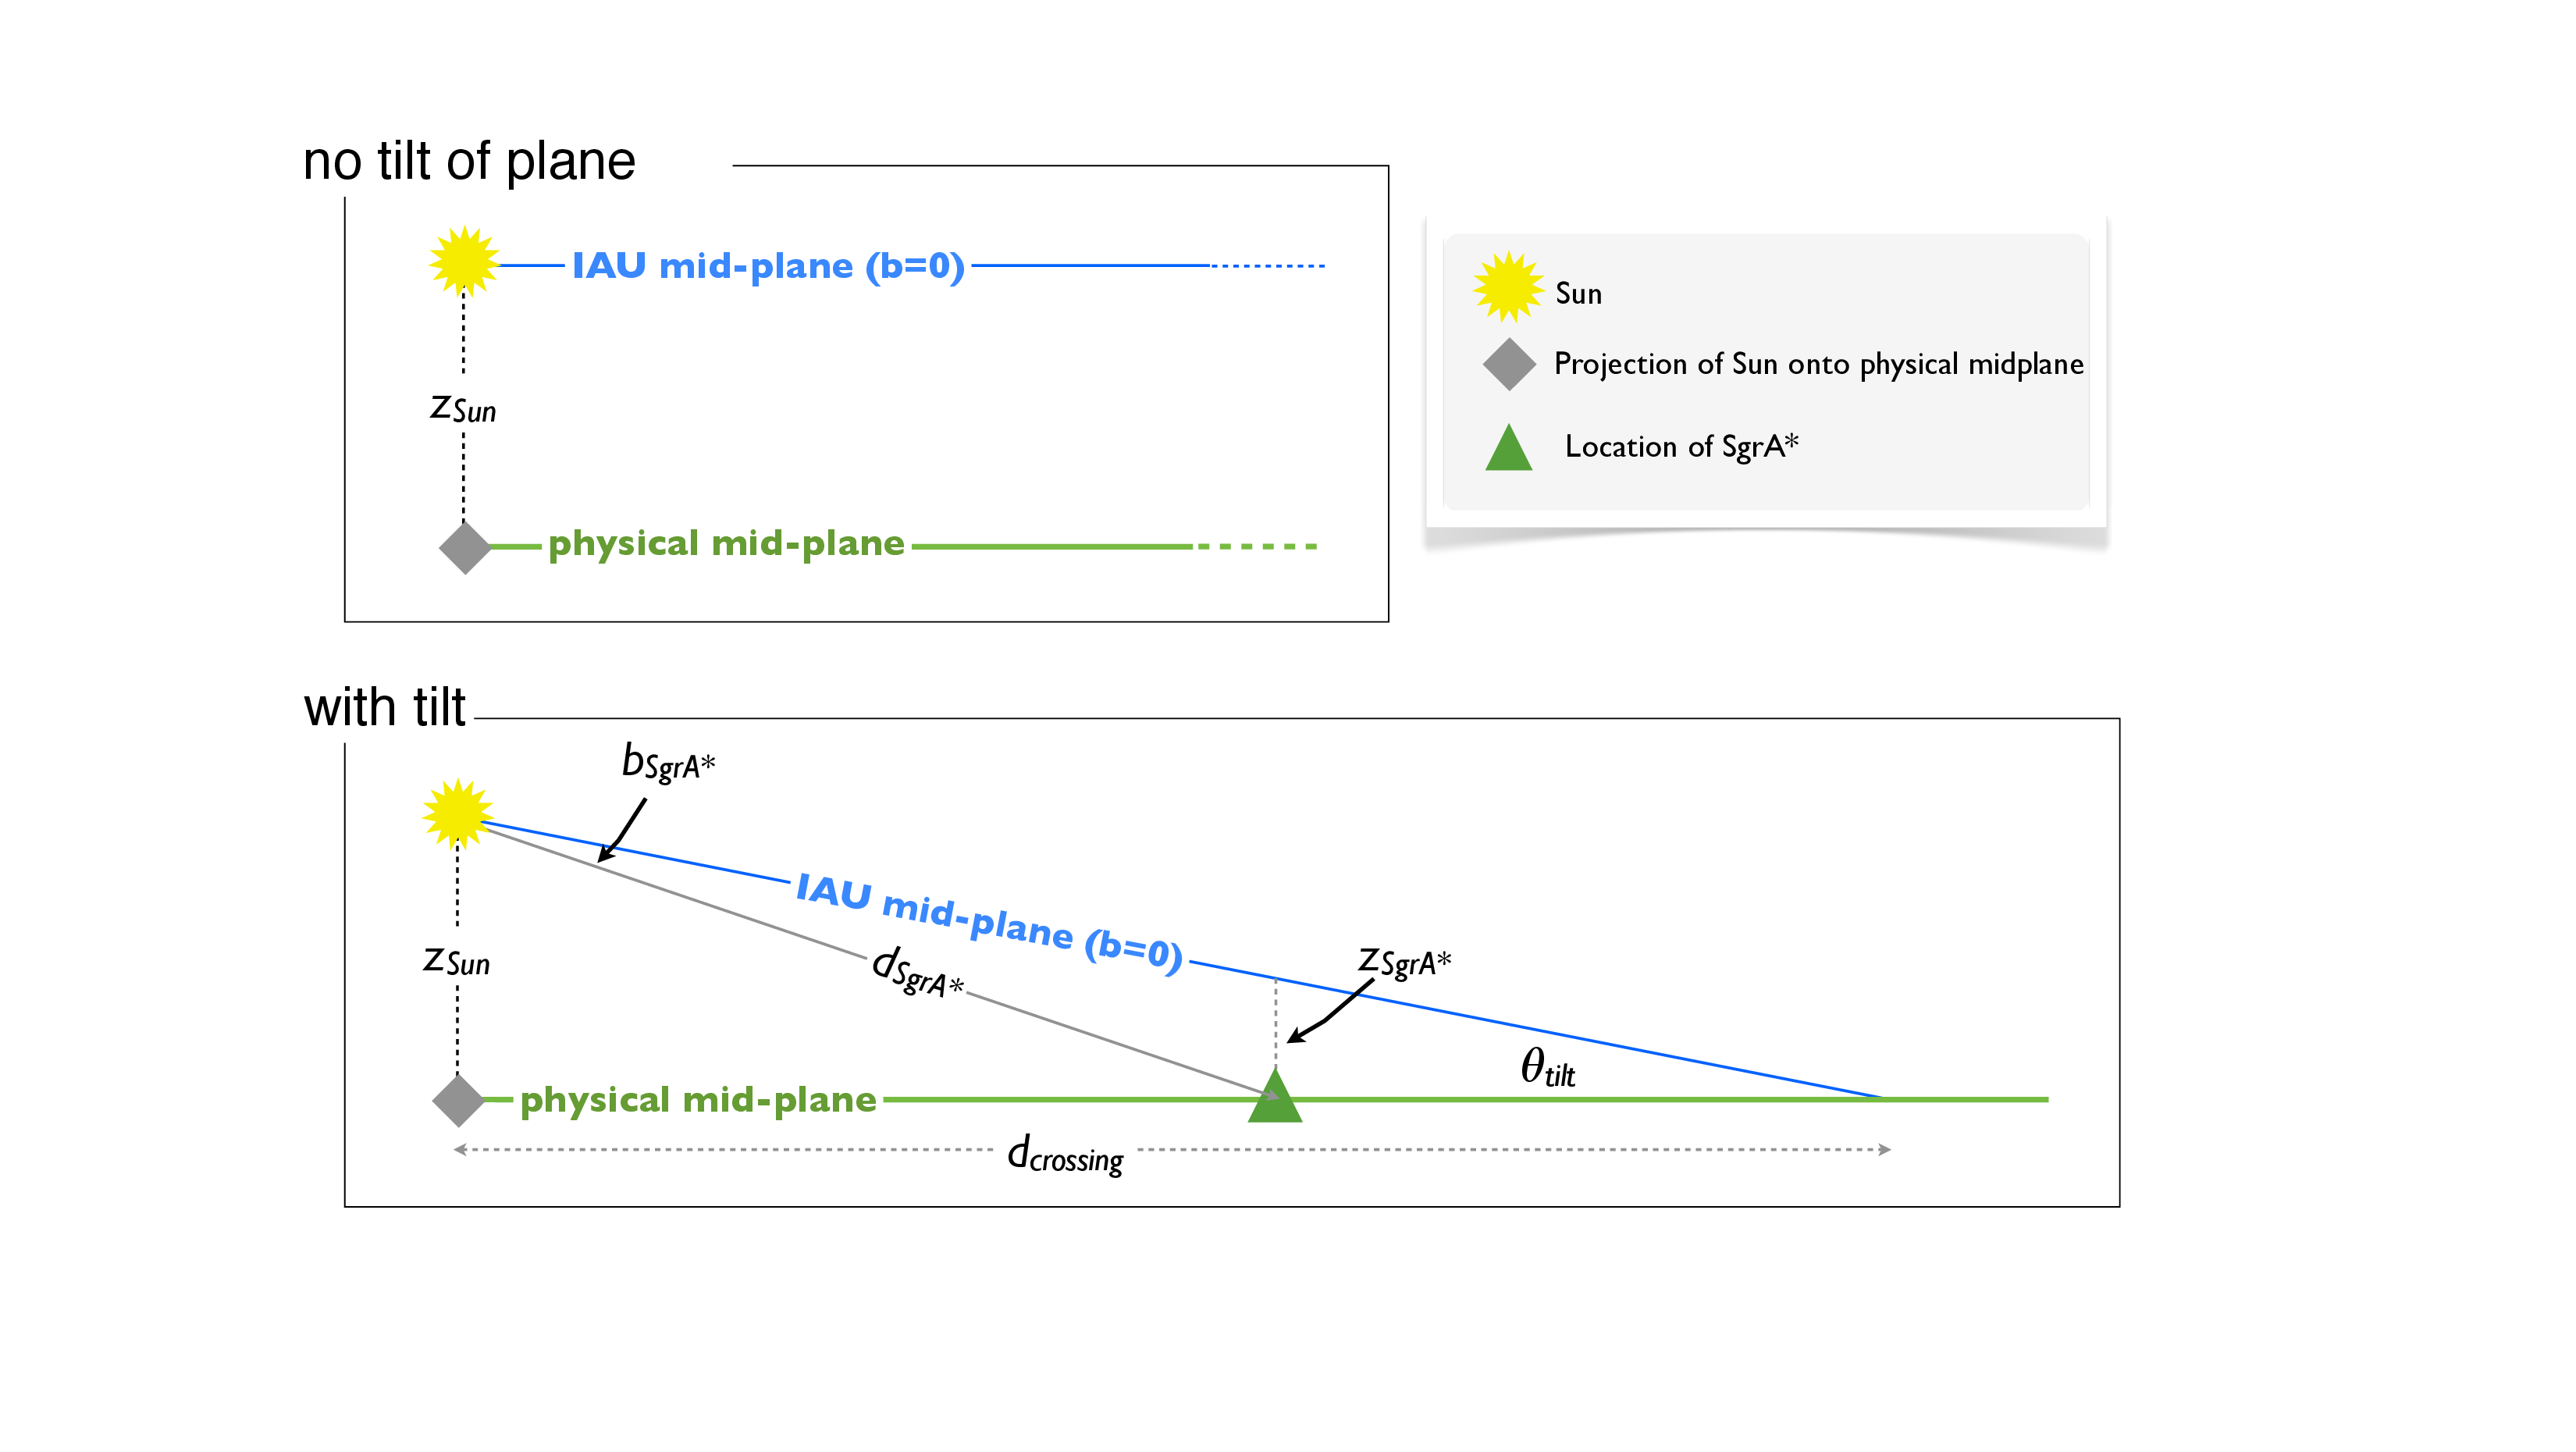 no tilt of plane
IAU mid-plane (b=0)
zSun
physical mid-plane
Sun
Projection of Sun onto physical midplane
Location of SgrA*
with tilt
bSgrA*
IAU mid-plane (b=0)
dSgrA*
zSun
zSgrA*
θtilt
physical mid-plane
dcrossing